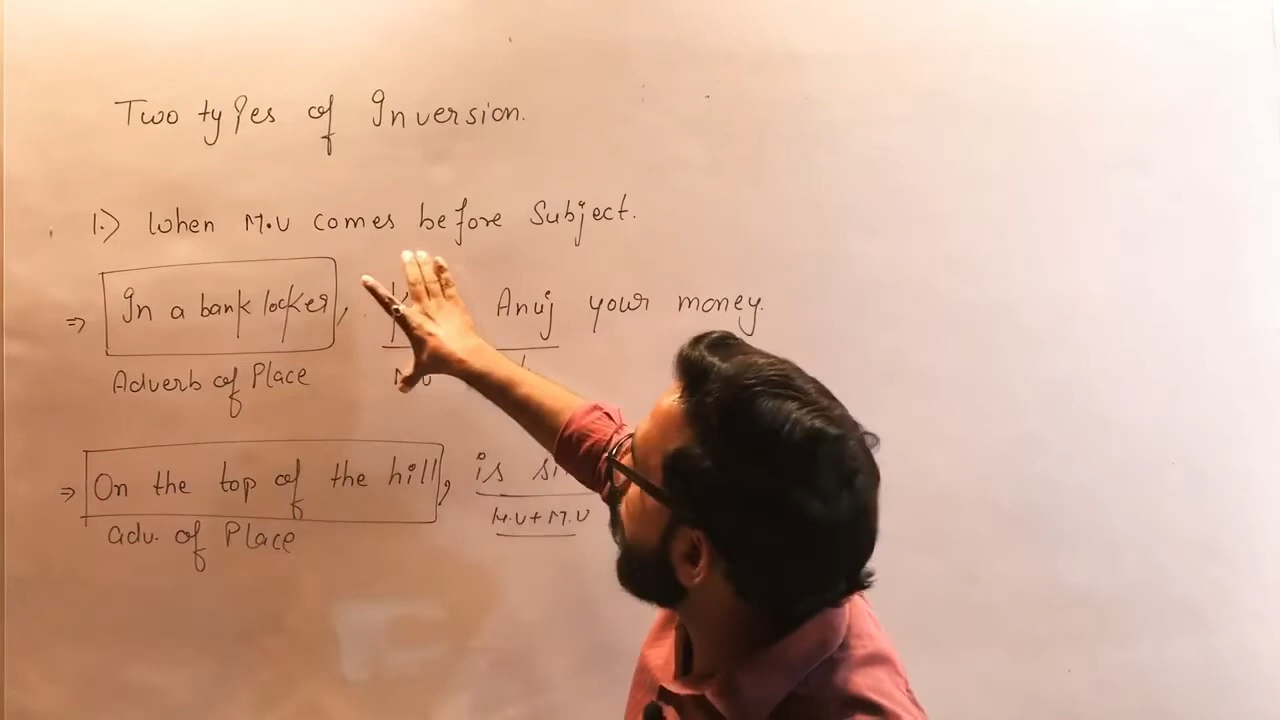 Two types of Inversion.
1.) When M.V comes before Subject.
⇒ In a bank locker, Anuj your money.
Adverb of Place
⇒ On the top of the hill, is
H.V + M.V
adv. of Place